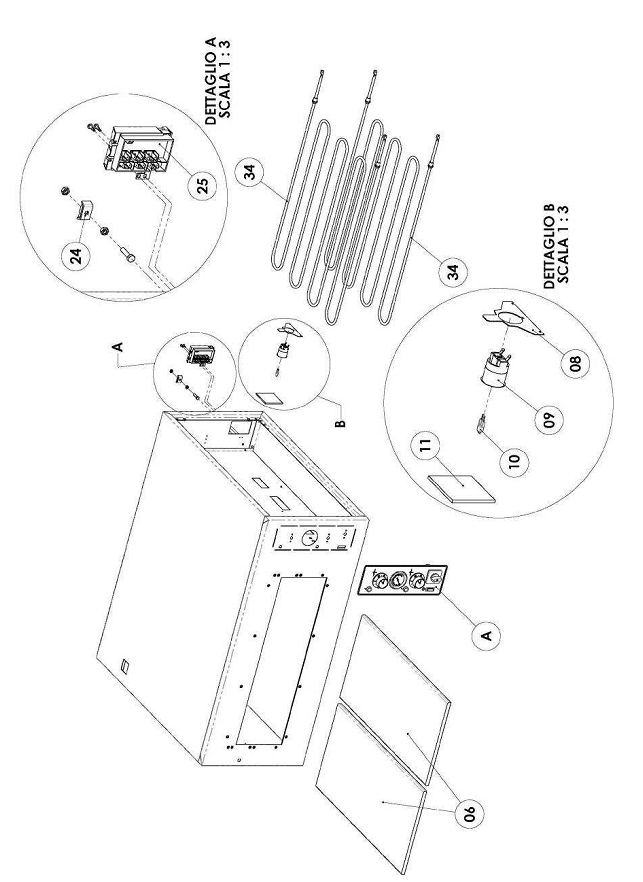 DETTAGLIO A
SCALA 1 : 3
24
25
34
34
A
B
DETTAGLIO B
SCALA 1 : 3
11
10
09
08
A
06